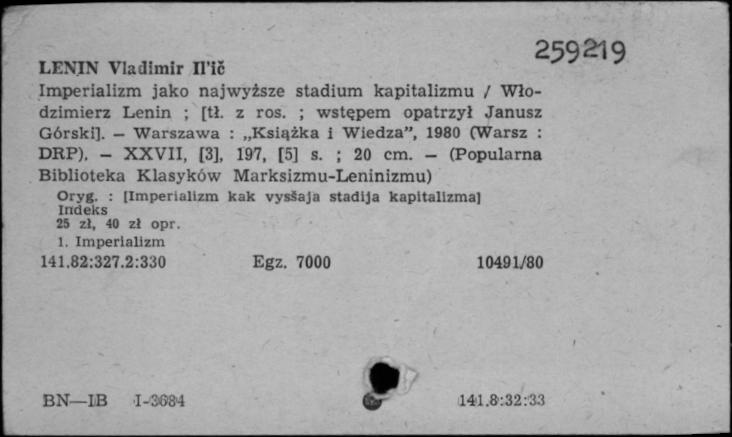 259219
LENIN Vladimir Il'ič
Imperializm jako najwyższe stadium kapitalizmu / Wło-
dzimierz Lenin ; [tł. z ros. ; wstępem opatrzył Janusz
Górski]. — Warszawa : „Książka i Wiedza”, 1980 (Warsz :
DRP). — XXVII, [3], 197, [5] s. ; 20 cm. — (Popularna
Biblioteka Klasyków Marksizmu-Leninizmu)
Oryg. : [Imperializm kak vysšaja stadija kapitalizma]
Indeks
25 zł, 40 zł opr.
1. Imperializm
141.82:327.2:330 Egz. 7000 10491/80
BN—IB I-3684 141.8:32:33